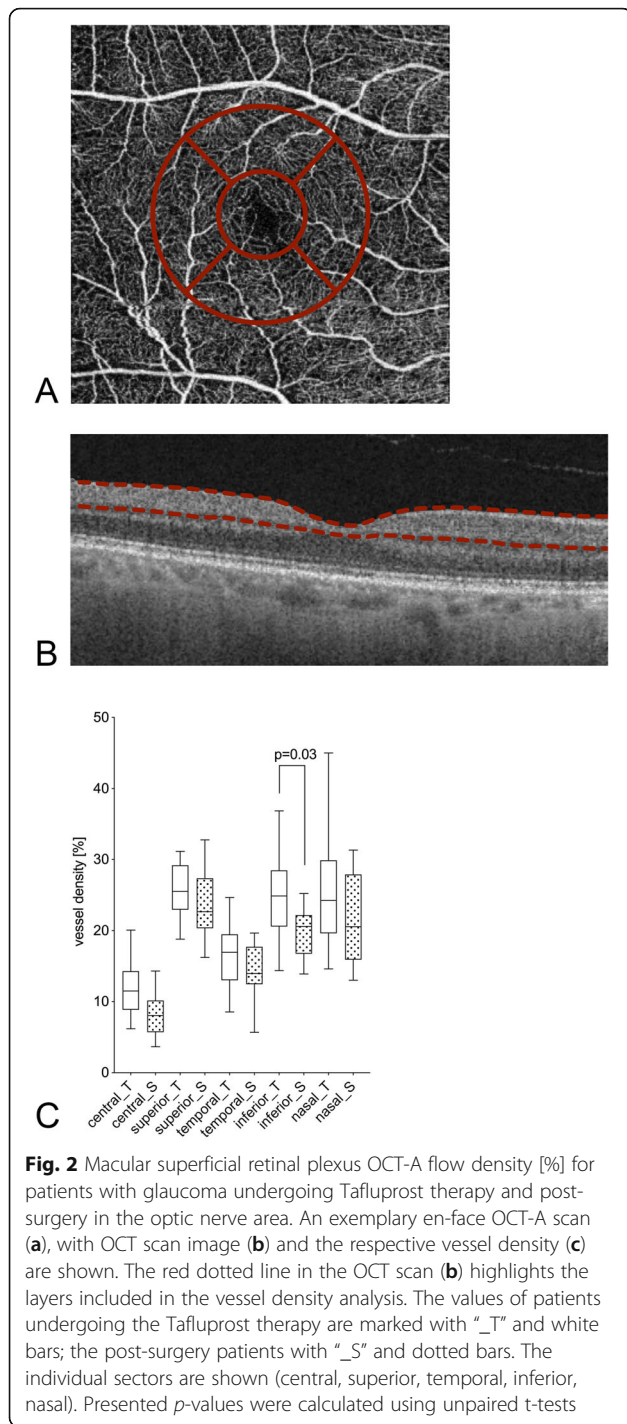 A
B
50
40
30
20
10
0
vessel density [%]
p=0.03
central_T
central_S
superior_T
superior_S
temporal_T
temporal_S
inferior_T
inferior_S
nasal_T
nasal_S
C
Fig. 2 Macular superficial retinal plexus OCT-A flow density [%] for
patients with glaucoma undergoing Tafluprost therapy and post-
surgery in the optic nerve area. An exemplary en-face OCT-A scan
(a), with OCT scan image (b) and the respective vessel density (c)
are shown. The red dotted line in the OCT scan (b) highlights the
layers included in the vessel density analysis. The values of patients
undergoing the Tafluprost therapy are marked with “_T” and white
bars; the post-surgery patients with “_S” and dotted bars. The
individual sectors are shown (central, superior, temporal, inferior,
nasal). Presented p-values were calculated using unpaired t-tests